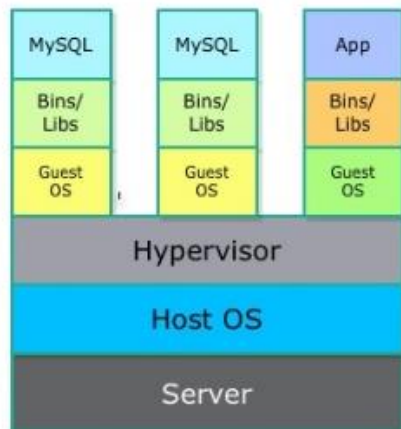 MySQL
MySQL
App
Bins/
Libs
Bins/
Libs
Bins/
Libs
Guest
OS
Guest
OS
Guest
OS
Hypervisor
Host OS
Server